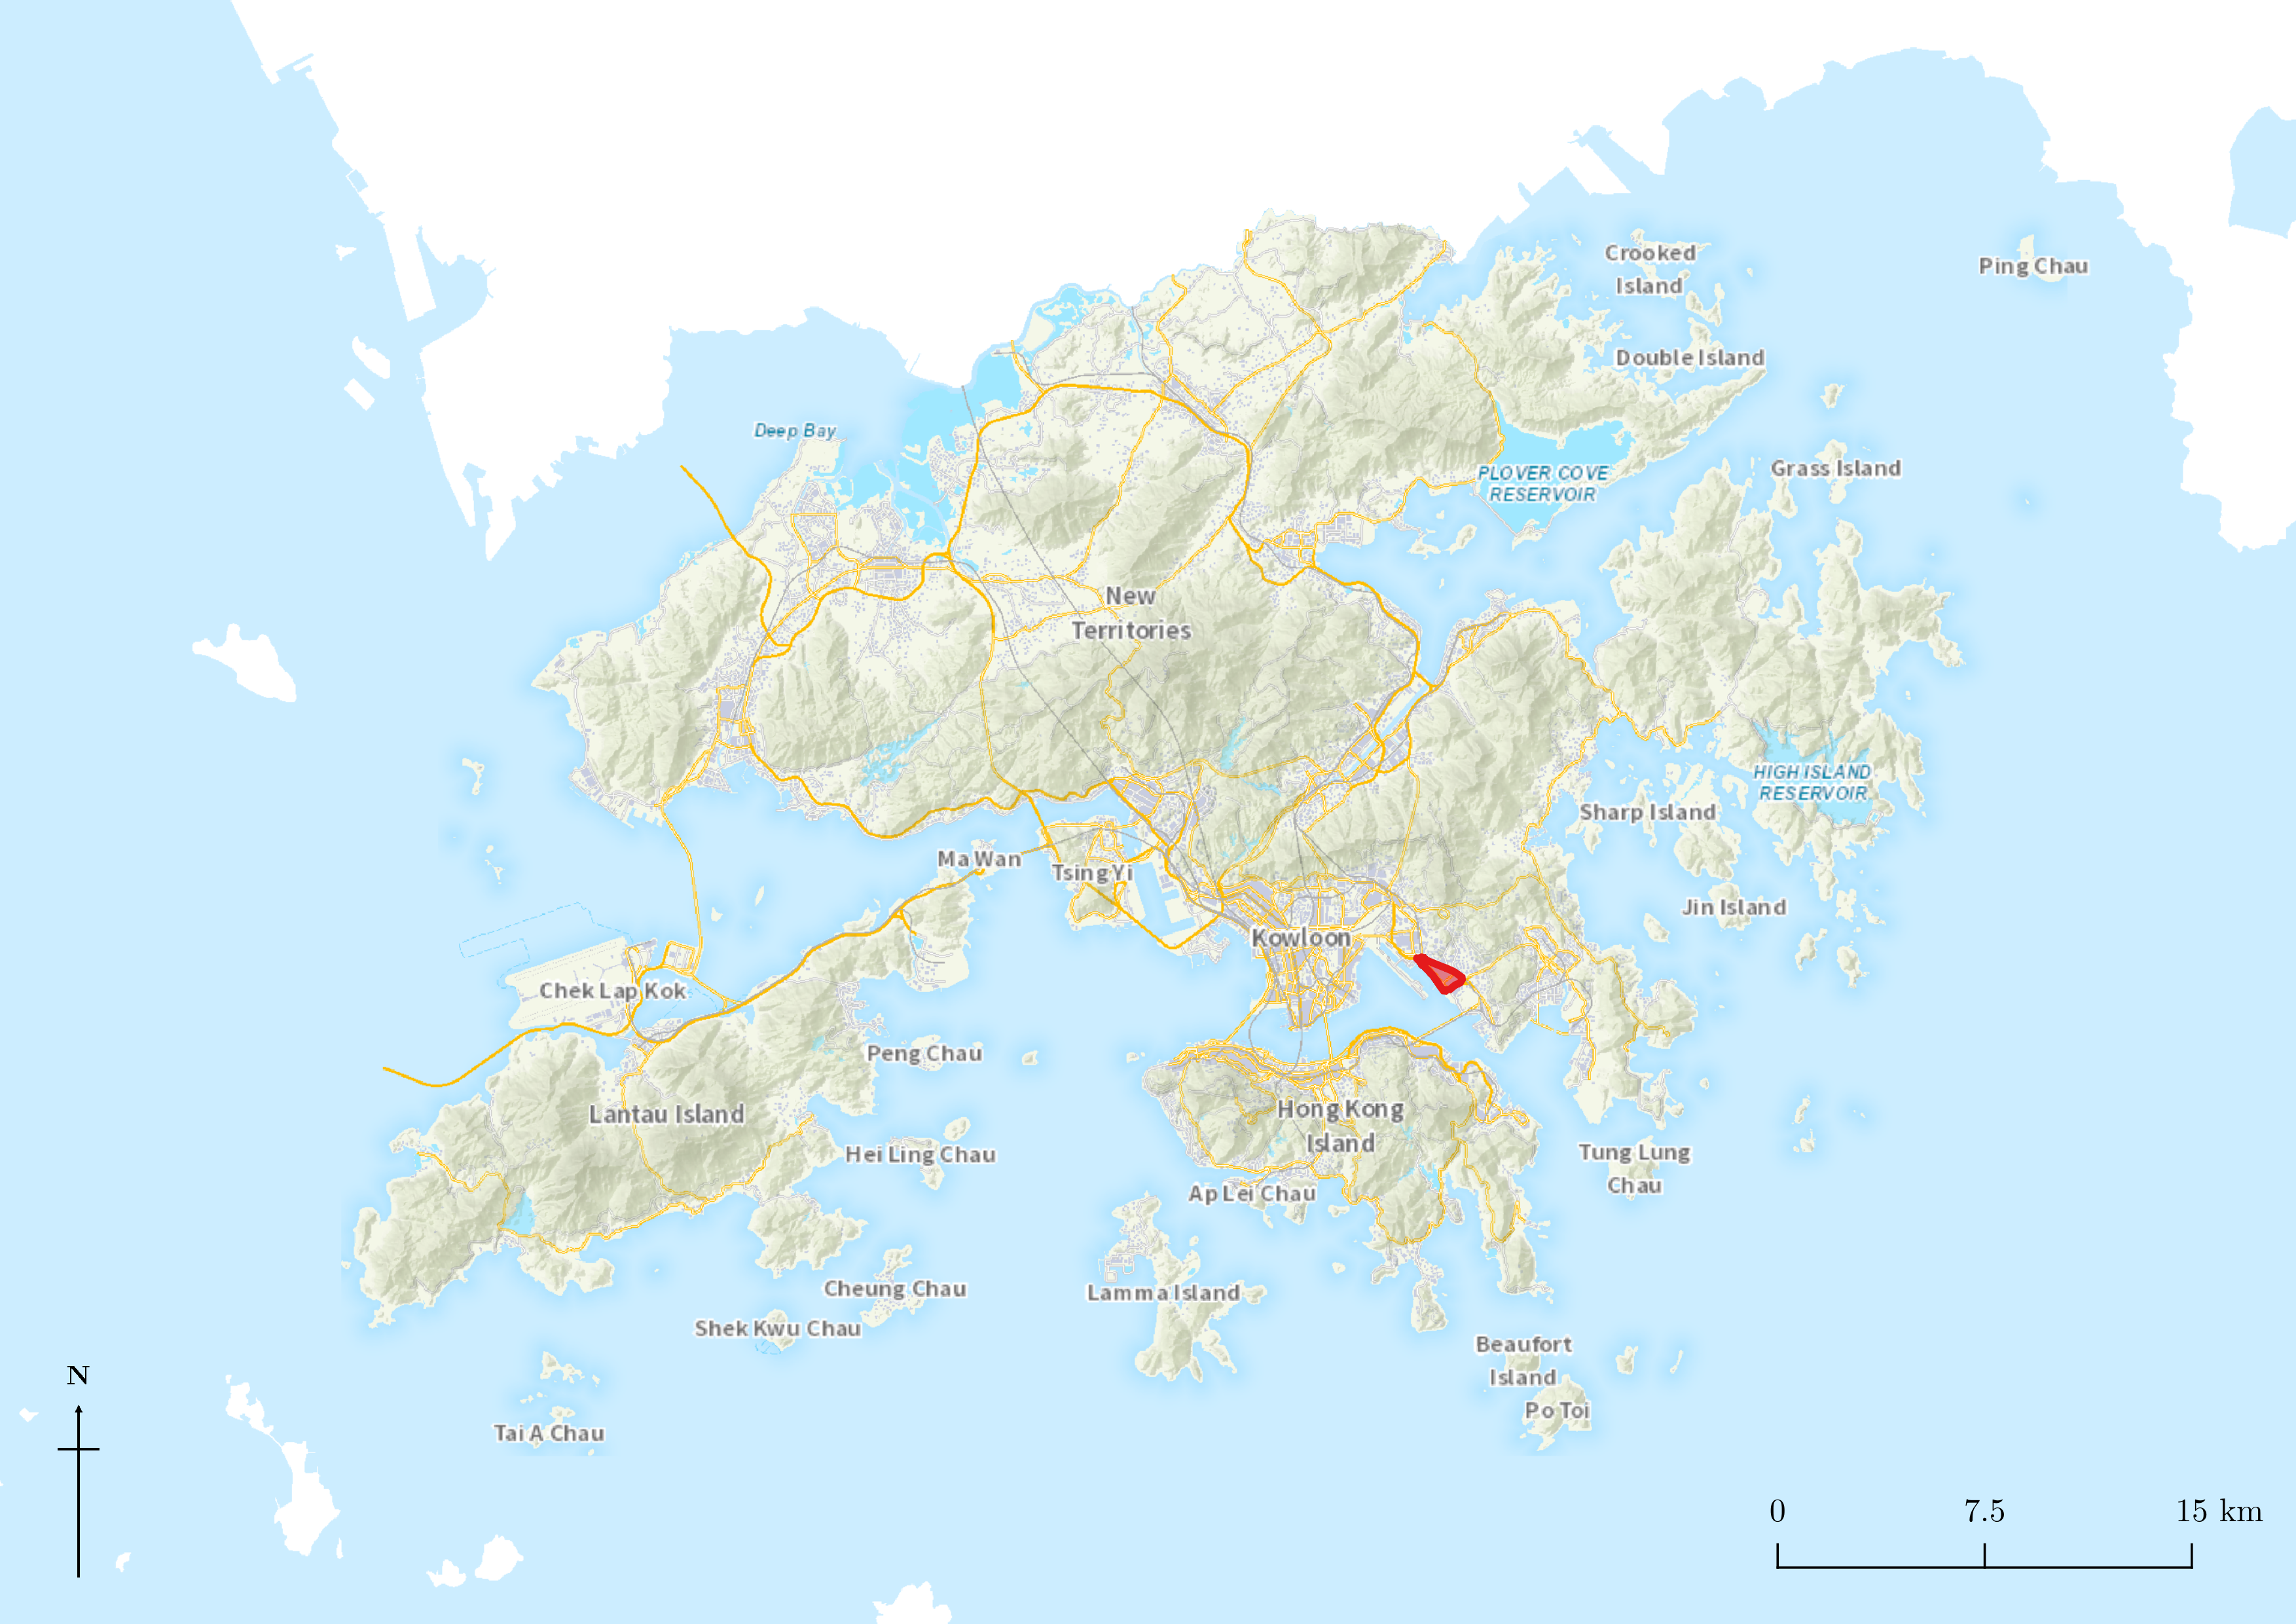 Crooked
Island
Ping Chau
Double Island
Deep Bay
Grass Island
PLOVER COVE
RESERVOIR
New
Territories
HIGH ISLAND
RESERVOIR
Sharp Island
Ma Wan
Tsing Yi
Jin Island
Kowloon
Chek Lap Kok
Peng Chau
Lantau Island
Hong Kong
Island
Hei Ling Chau
Tung Lung
Chau
Ap Lei Chau
Cheung Chau
Lamma Island
Shek Kwu Chau
Beaufort
Island
Po Toi
Tai A Chau
N
0 7.5 15 km